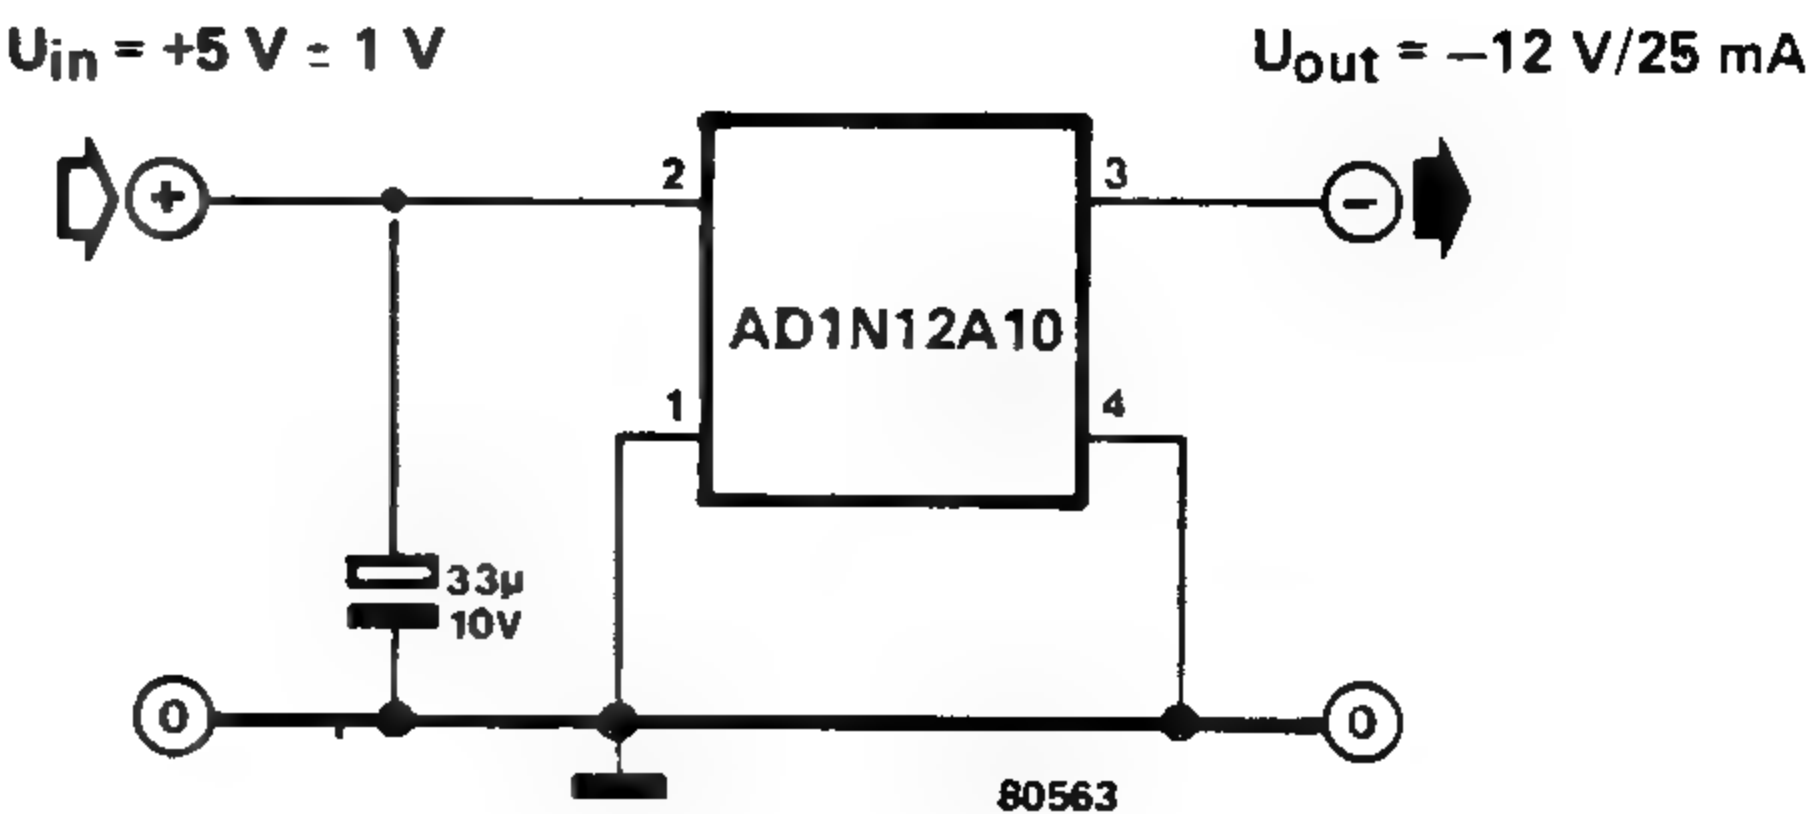 Uin = +5 V ± 1 V
Uout = −12 V/25 mA
+
2
3
−
AD1N12A10
1
4
33µ
10V
0
0
80563